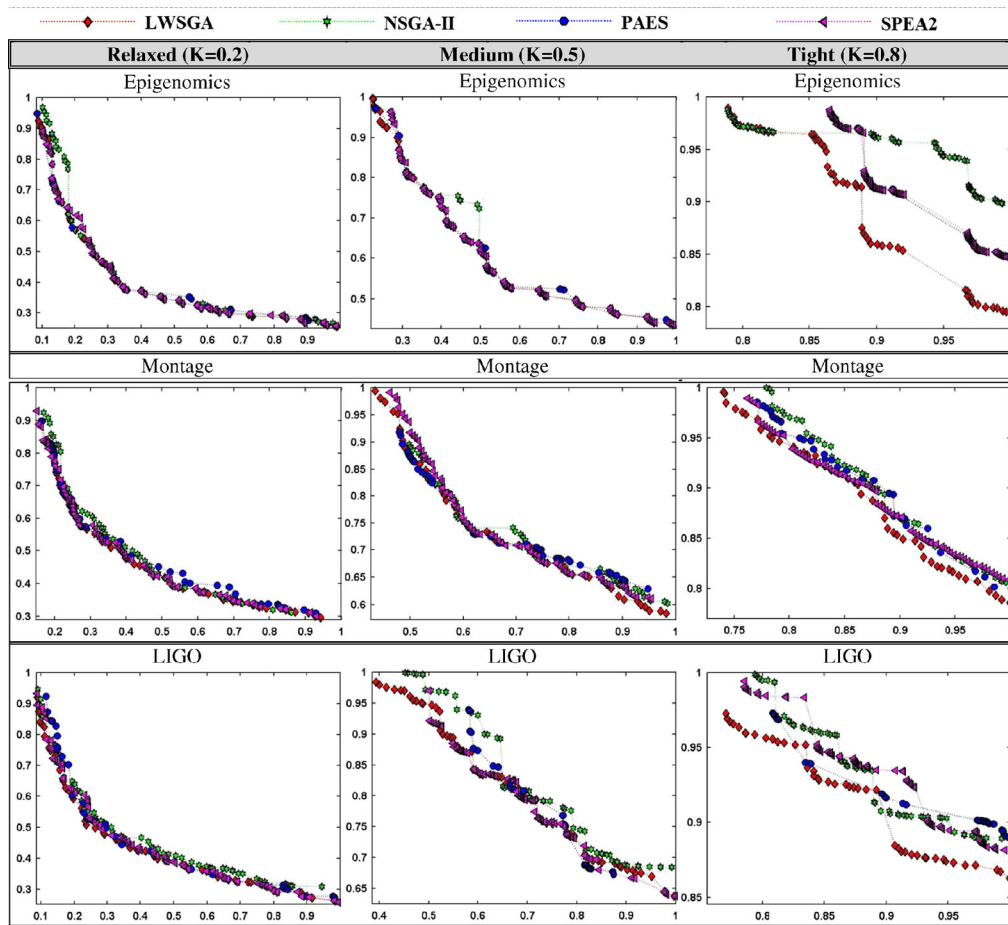 LWSGA NSGA-II PAES SPEA2
Relaxed (K=0.2) Medium (K=0.5) Tight (K=0.8)
Epigenomics Epigenomics Epigenomics
1 1 1
0.9 0.9 0.95
0.8 0.8 0.9
0.7 0.7 0.85
0.6 0.6 0.8
0.5 0.5
0.4
0.3
0.1 0.2 0.3 0.4 0.5 0.6 0.7 0.8 0.9 1
0.3 0.4 0.5 0.6 0.7 0.8 0.9 1
0.8 0.85 0.9 0.95
Montage Montage Montage
1 1 1
0.9 0.95 0.95
0.8 0.9 0.9
0.7 0.85 0.85
0.6 0.8 0.8
0.5 0.75
0.4 0.7
0.3 0.65
0.6
0.2 0.3 0.4 0.5 0.6 0.7 0.8 0.9 1
0.5 0.6 0.7 0.8 0.9 1
0.75 0.8 0.85 0.9 0.95
LIGO LIGO LIGO
1 1 1
0.9 0.95 0.95
0.8 0.9 0.9
0.7 0.85 0.85
0.6 0.8
0.5 0.75
0.4 0.7
0.3 0.65
0.1 0.2 0.3 0.4 0.5 0.6 0.7 0.8 0.9 1
0.4 0.5 0.6 0.7 0.8 0.9 1
0.8 0.85 0.9 0.95